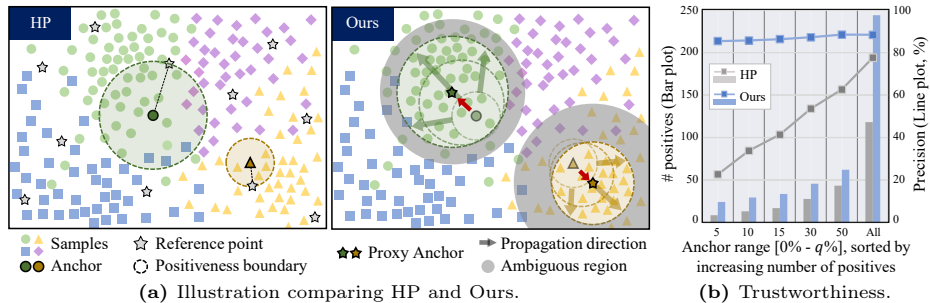 HP
Ours
Samples
Reference point
Anchor
Positiveness boundary
Proxy Anchor
Propagation direction
Ambiguous region
(a) Illustration comparing HP and Ours.
# positives (Bar plot)
250
200
150
100
50
0
HP
Ours
100
80
60
40
20
0
Precision (Line plot, %)
5 10 15 30 50 All
Anchor range [0% - q%], sorted by
increasing number of positives
(b) Trustworthiness.